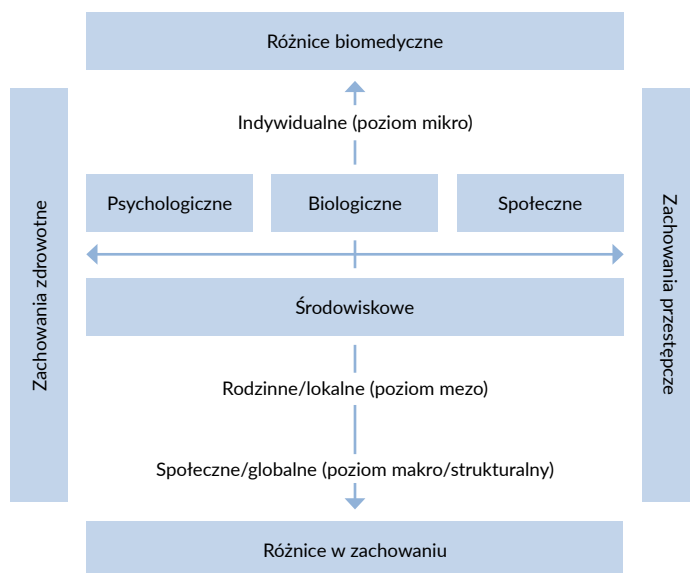 Różnice biomedyczne
Indywidualne (poziom mikro)
Psychologiczne
Biologiczne
Społeczne
Zachowania zdrowotne
Zachowania przestępcze
Środowiskowe
Rodzinne/lokalne (poziom mezo)
Społeczne/globalne (poziom makro/strukturalny)
Różnice w zachowaniu